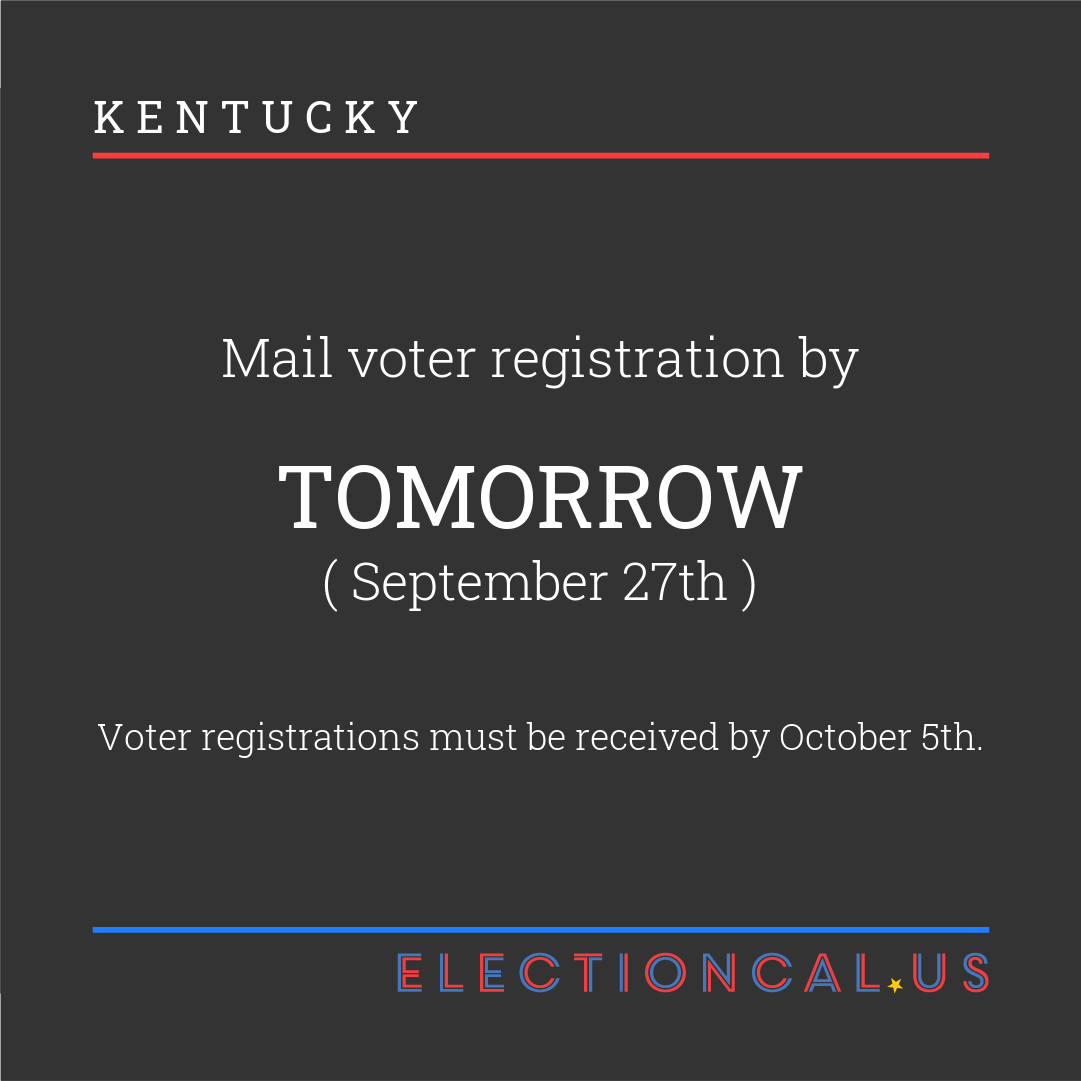 KENTUCKY
Mail voter registration by
TOMORROW
( September 27th )
Voter registrations must be received by October 5th.
ELECTIONCAL.US